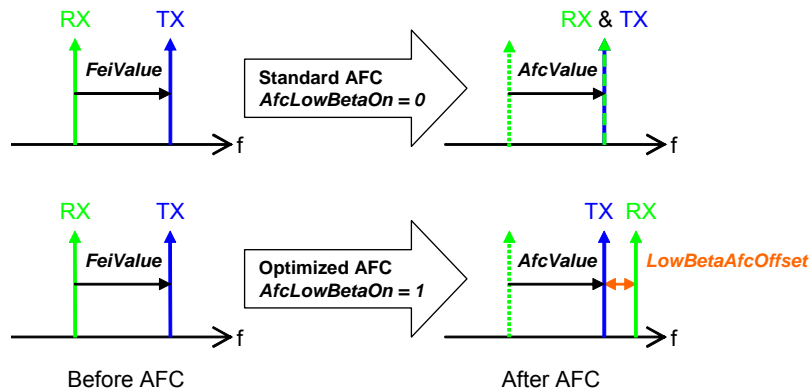 RX
TX
FeiValue
f
Standard AFC
AfcLowBetaOn = 0
RX & TX
AfcValue
f
RX
TX
FeiValue
f
Optimized AFC
AfcLowBetaOn = 1
TX
RX
AfcValue
LowBetaAfcOffset
f
Before AFC
After AFC